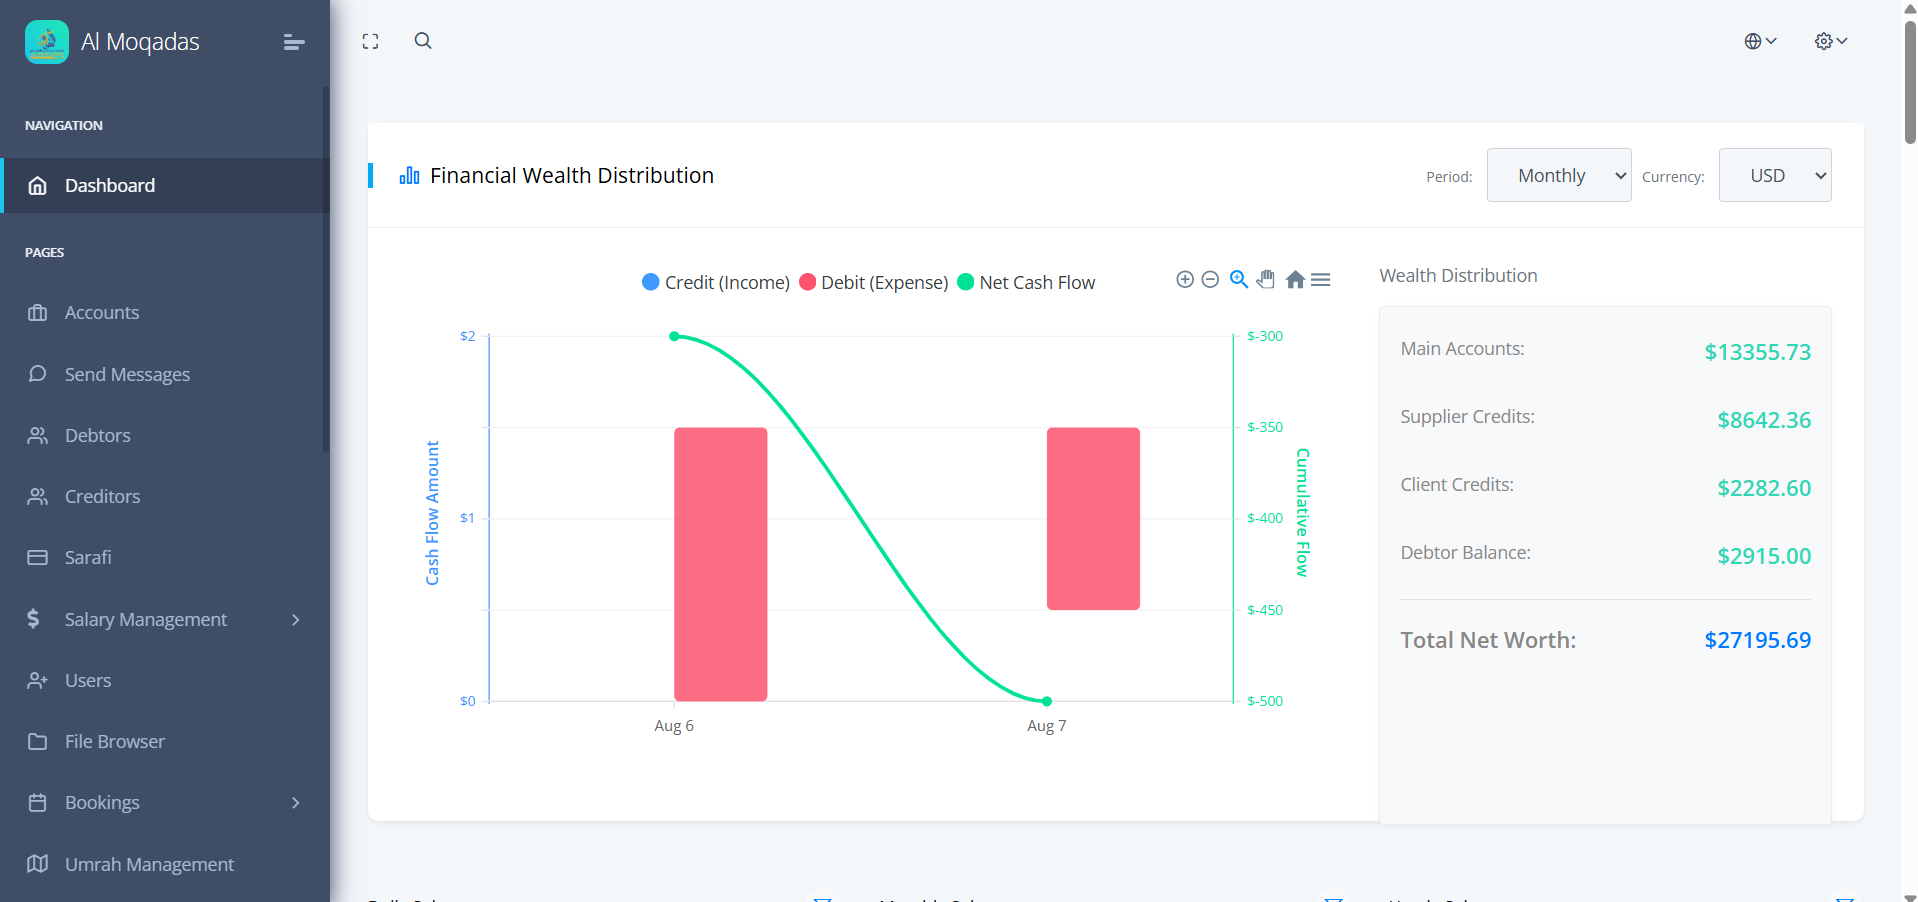 Al Moqadas
NAVIGATION
Dashboard
PAGES
Accounts
Send Messages
Debtors
Creditors
Sarafi
Salary Management
Users
File Browser
Bookings
Umrah Management
Financial Wealth Distribution
Period:
Monthly
Currency:
USD
Credit (Income)
Debit (Expense)
Net Cash Flow
Cash Flow Amount
$2
$1
$0
Aug 6
Aug 7
$-300
$-350
$-400
$-450
$-500
Cumulative Flow
Wealth Distribution
Main Accounts:
$13355.73
Supplier Credits:
$8642.36
Client Credits:
$2282.60
Debtor Balance:
$2915.00
Total Net Worth:
$27195.69